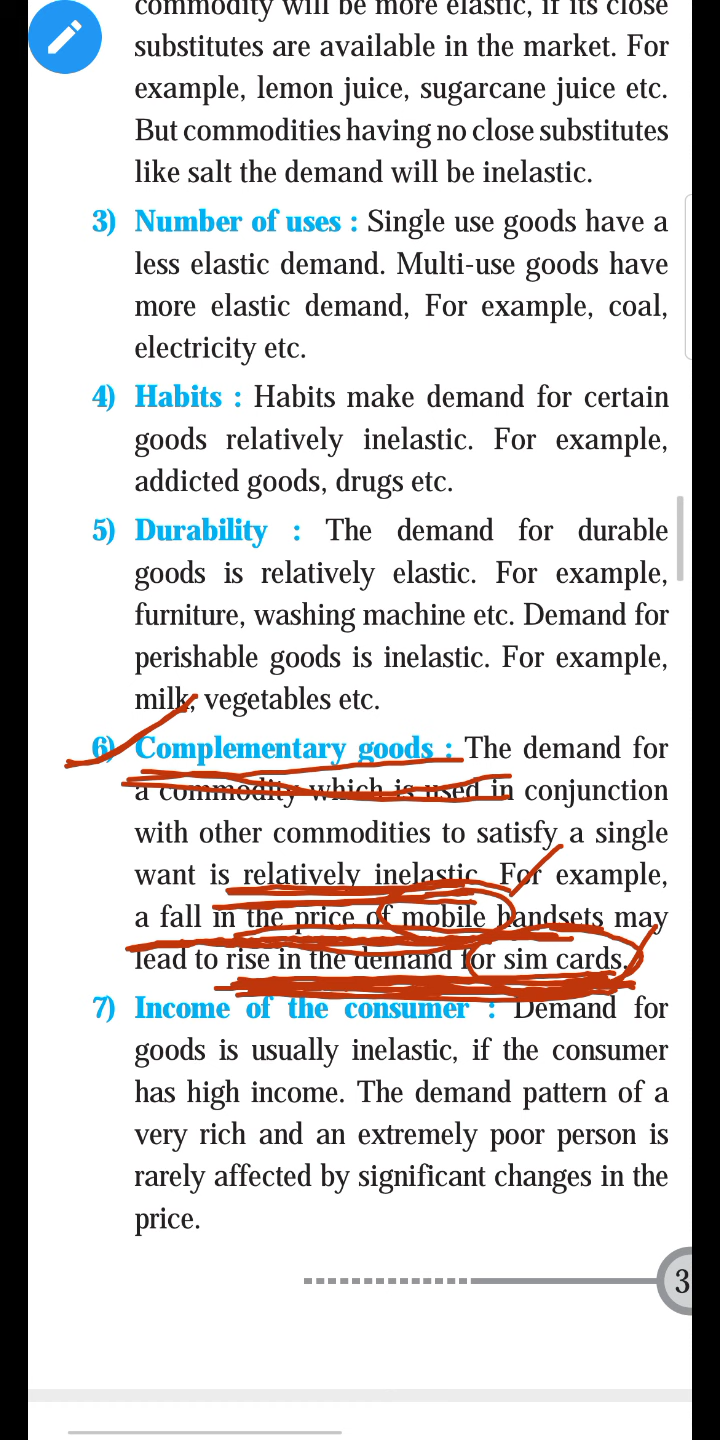 commodity will be more elastic, if its close
substitutes are available in the market. For
example, lemon juice, sugarcane juice etc.
But commodities having no close substitutes
like salt the demand will be inelastic.
3) Number of uses : Single use goods have a
less elastic demand. Multi-use goods have
more elastic demand, For example, coal,
electricity etc.
4) Habits : Habits make demand for certain
goods relatively inelastic. For example,
addicted goods, drugs etc.
5) Durability : The demand for durable
goods is relatively elastic. For example,
furniture, washing machine etc. Demand for
perishable goods is inelastic. For example,
milk, vegetables etc.
6) Complementary goods : The demand for
a commodity which is used in conjunction
with other commodities to satisfy a single
want is relatively inelastic. For example,
a fall in the price of mobile handsets may
lead to rise in the demand for sim cards.
7) Income of the consumer : Demand for
goods is usually inelastic, if the consumer
has high income. The demand pattern of a
very rich and an extremely poor person is
rarely affected by significant changes in the
price.
3